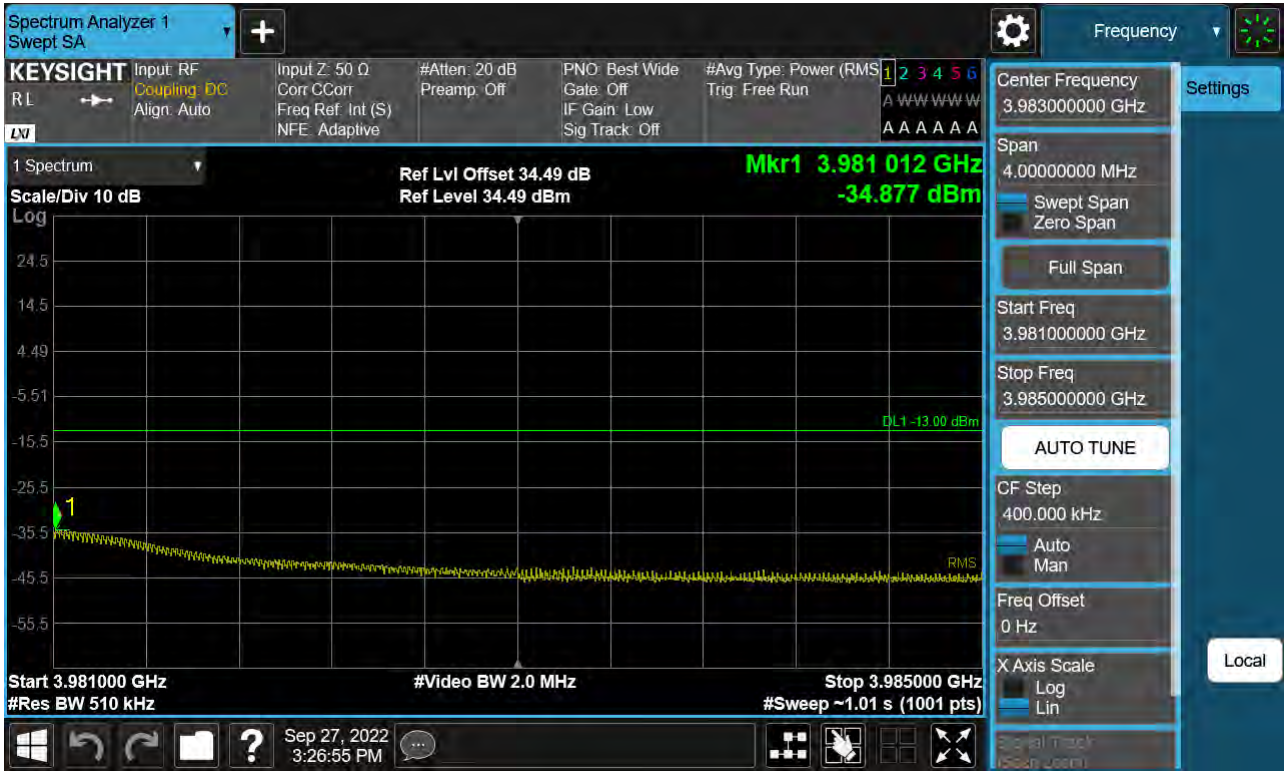 Spectrum Analyzer 1
Swept SA
+
Frequency
KEYSIGHT
RL
LXI
Input: RF
Coupling: DC
Align: Auto
Input Z: 50 Ω
Corr CCorr
Freq Ref: Int (S)
NFE: Adaptive
#Atten: 20 dB
Preamp: Off
PNO: Best Wide
Gate: Off
IF Gain: Low
Sig Track: Off
#Avg Type: Power (RMS
Trig: Free Run
1 2 3 4 5 6
A W W W W W
A A A A A A
1 Spectrum
Scale/Div 10 dB
Log
Ref Lvl Offset 34.49 dB
Ref Level 34.49 dBm
Mkr1 3.981 012 GHz
-34.877 dBm
24.5
14.5
4.49
-5.51
DL1 -13.00 dBm
-15.5
-25.5
1
-35.5
RMS
-45.5
-55.5
Start 3.981000 GHz
#Res BW 510 kHz
#Video BW 2.0 MHz
Stop 3.985000 GHz
#Sweep ~1.01 s (1001 pts)
Center Frequency
3.983000000 GHz
Settings
Span
4.00000000 MHz
Swept Span
Zero Span
Full Span
Start Freq
3.981000000 GHz
Stop Freq
3.985000000 GHz
AUTO TUNE
CF Step
400.000 kHz
Auto
Man
Freq Offset
0 Hz
X Axis Scale
Log
Lin
Local
Signal Track
(Span Zoom)
?
Sep 27, 2022
3:26:55 PM